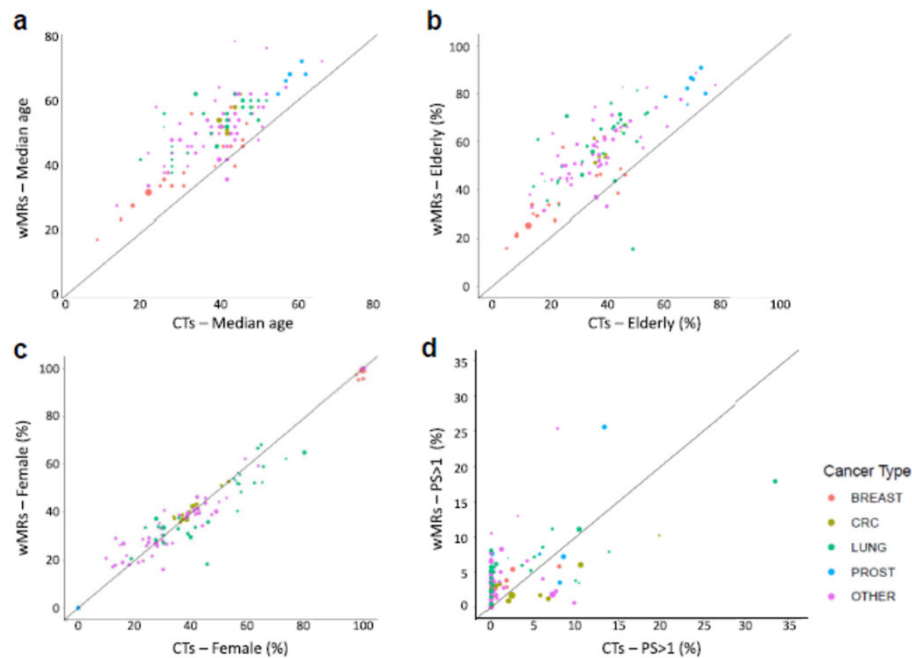 a
80
60
40
20
0
wMRs – Median age
0 20 40 60 80
CTs – Median age
b
100
80
60
40
20
0
wMRs – Elderly (%)
0 20 40 60 80 100
CTs – Elderly (%)
c
100
80
60
40
20
0
wMRs – Female (%)
0 20 40 60 80 100
CTs – Female (%)
d
35
30
25
20
15
10
5
0
wMRs – PS>1 (%)
0 5 10 15 20 25 30 35
CTs – PS>1 (%)
Cancer Type
BREAST
CRC
LUNG
PROST
OTHER